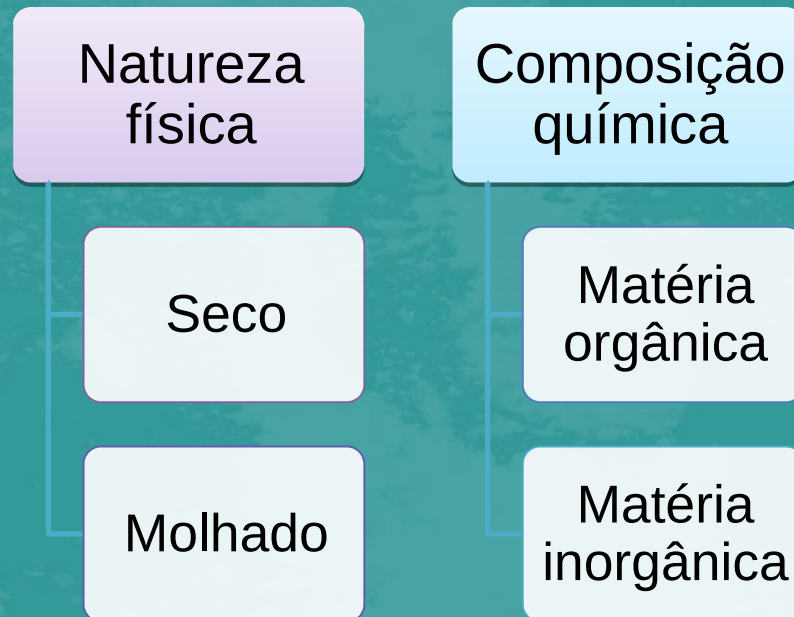 Natureza
física
Seco
Molhado
Composição
química
Matéria
orgânica
Matéria
inorgânica